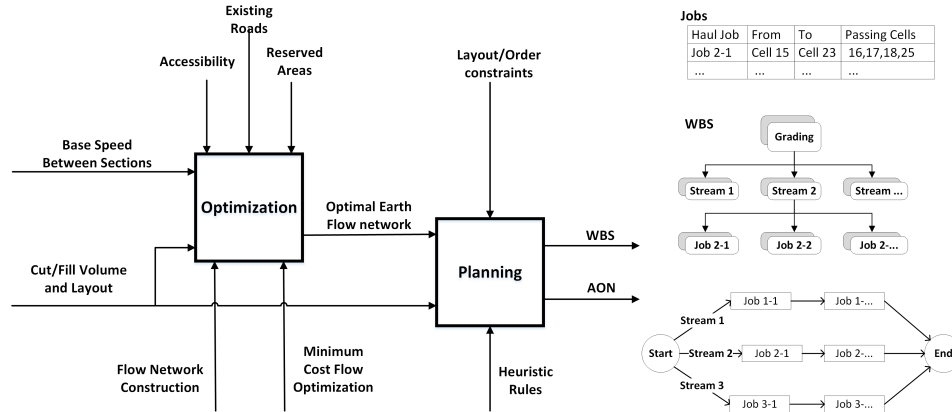 Existing
Roads
Accessibility
Reserved
Areas
Layout/Order
constraints
Base Speed
Between Sections
Optimization
Optimal Earth
Flow network
Cut/Fill Volume
and Layout
Planning
WBS
AON
Flow Network
Construction
Minimum
Cost Flow
Optimization
Heuristic
Rules
Jobs
Haul Job From To Passing Cells
Job 2-1 Cell 15 Cell 23 16,17,18,25
... ... ... ...
WBS
Grading
Stream 1 Stream 2 Stream ...
Job 2-1 Job 2-2 Job 2-...
Stream 1 Job 1-1 Job 1-...
Start Stream 2 Job 2-1 Job 2-... End
Stream 3 Job 3-1 Job 3-...